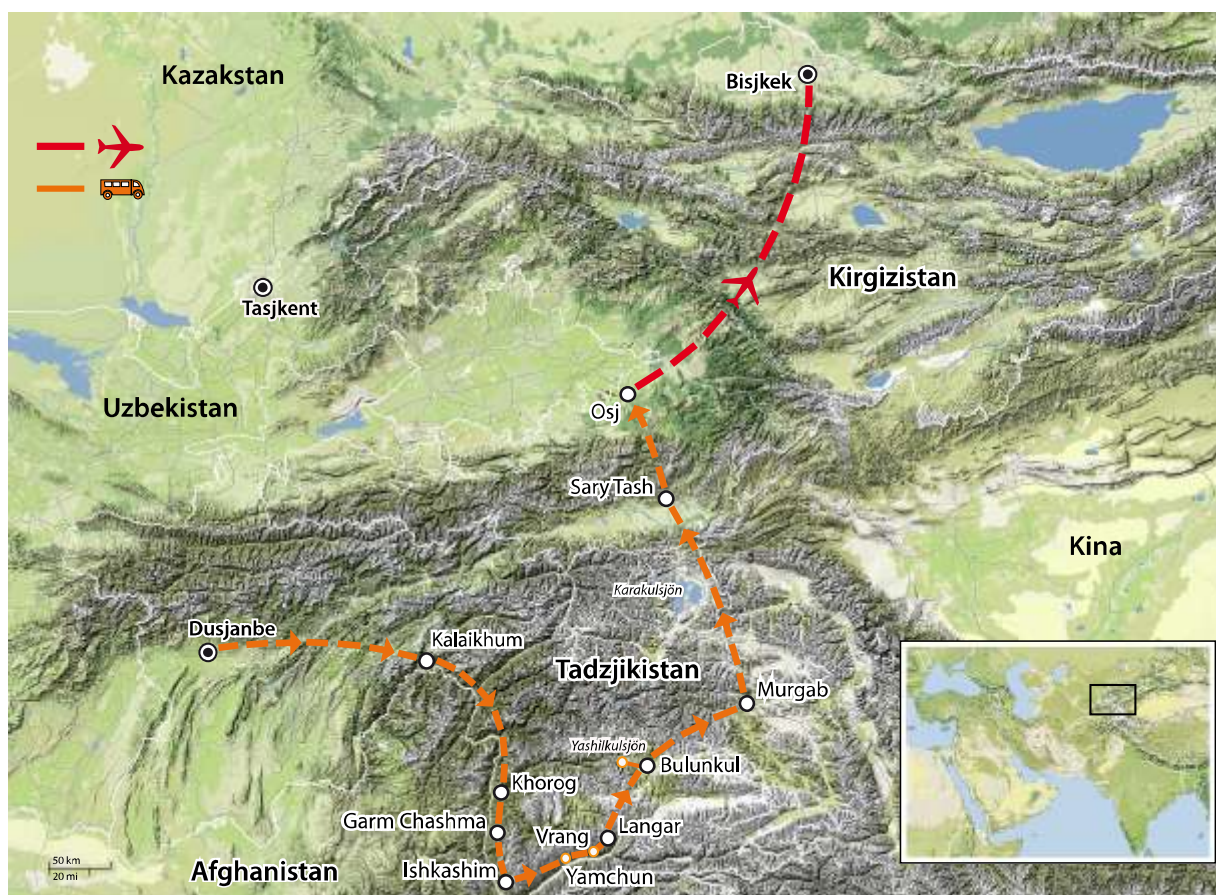 Kazakstan
Bisjkek
Kirgizistan
Tasjkent
Uzbekistan
Osj
Sary Tash
Kina
Karakulsjön
Dusjanbe
Kalaikhum
Tadzjikistan
Murgab
Yashilkulsjön
Bulunkul
Khorog
Garm Chashma
Vrang
Langar
Ishkashim
Yamchun
Afghanistan
50 km
20 mi